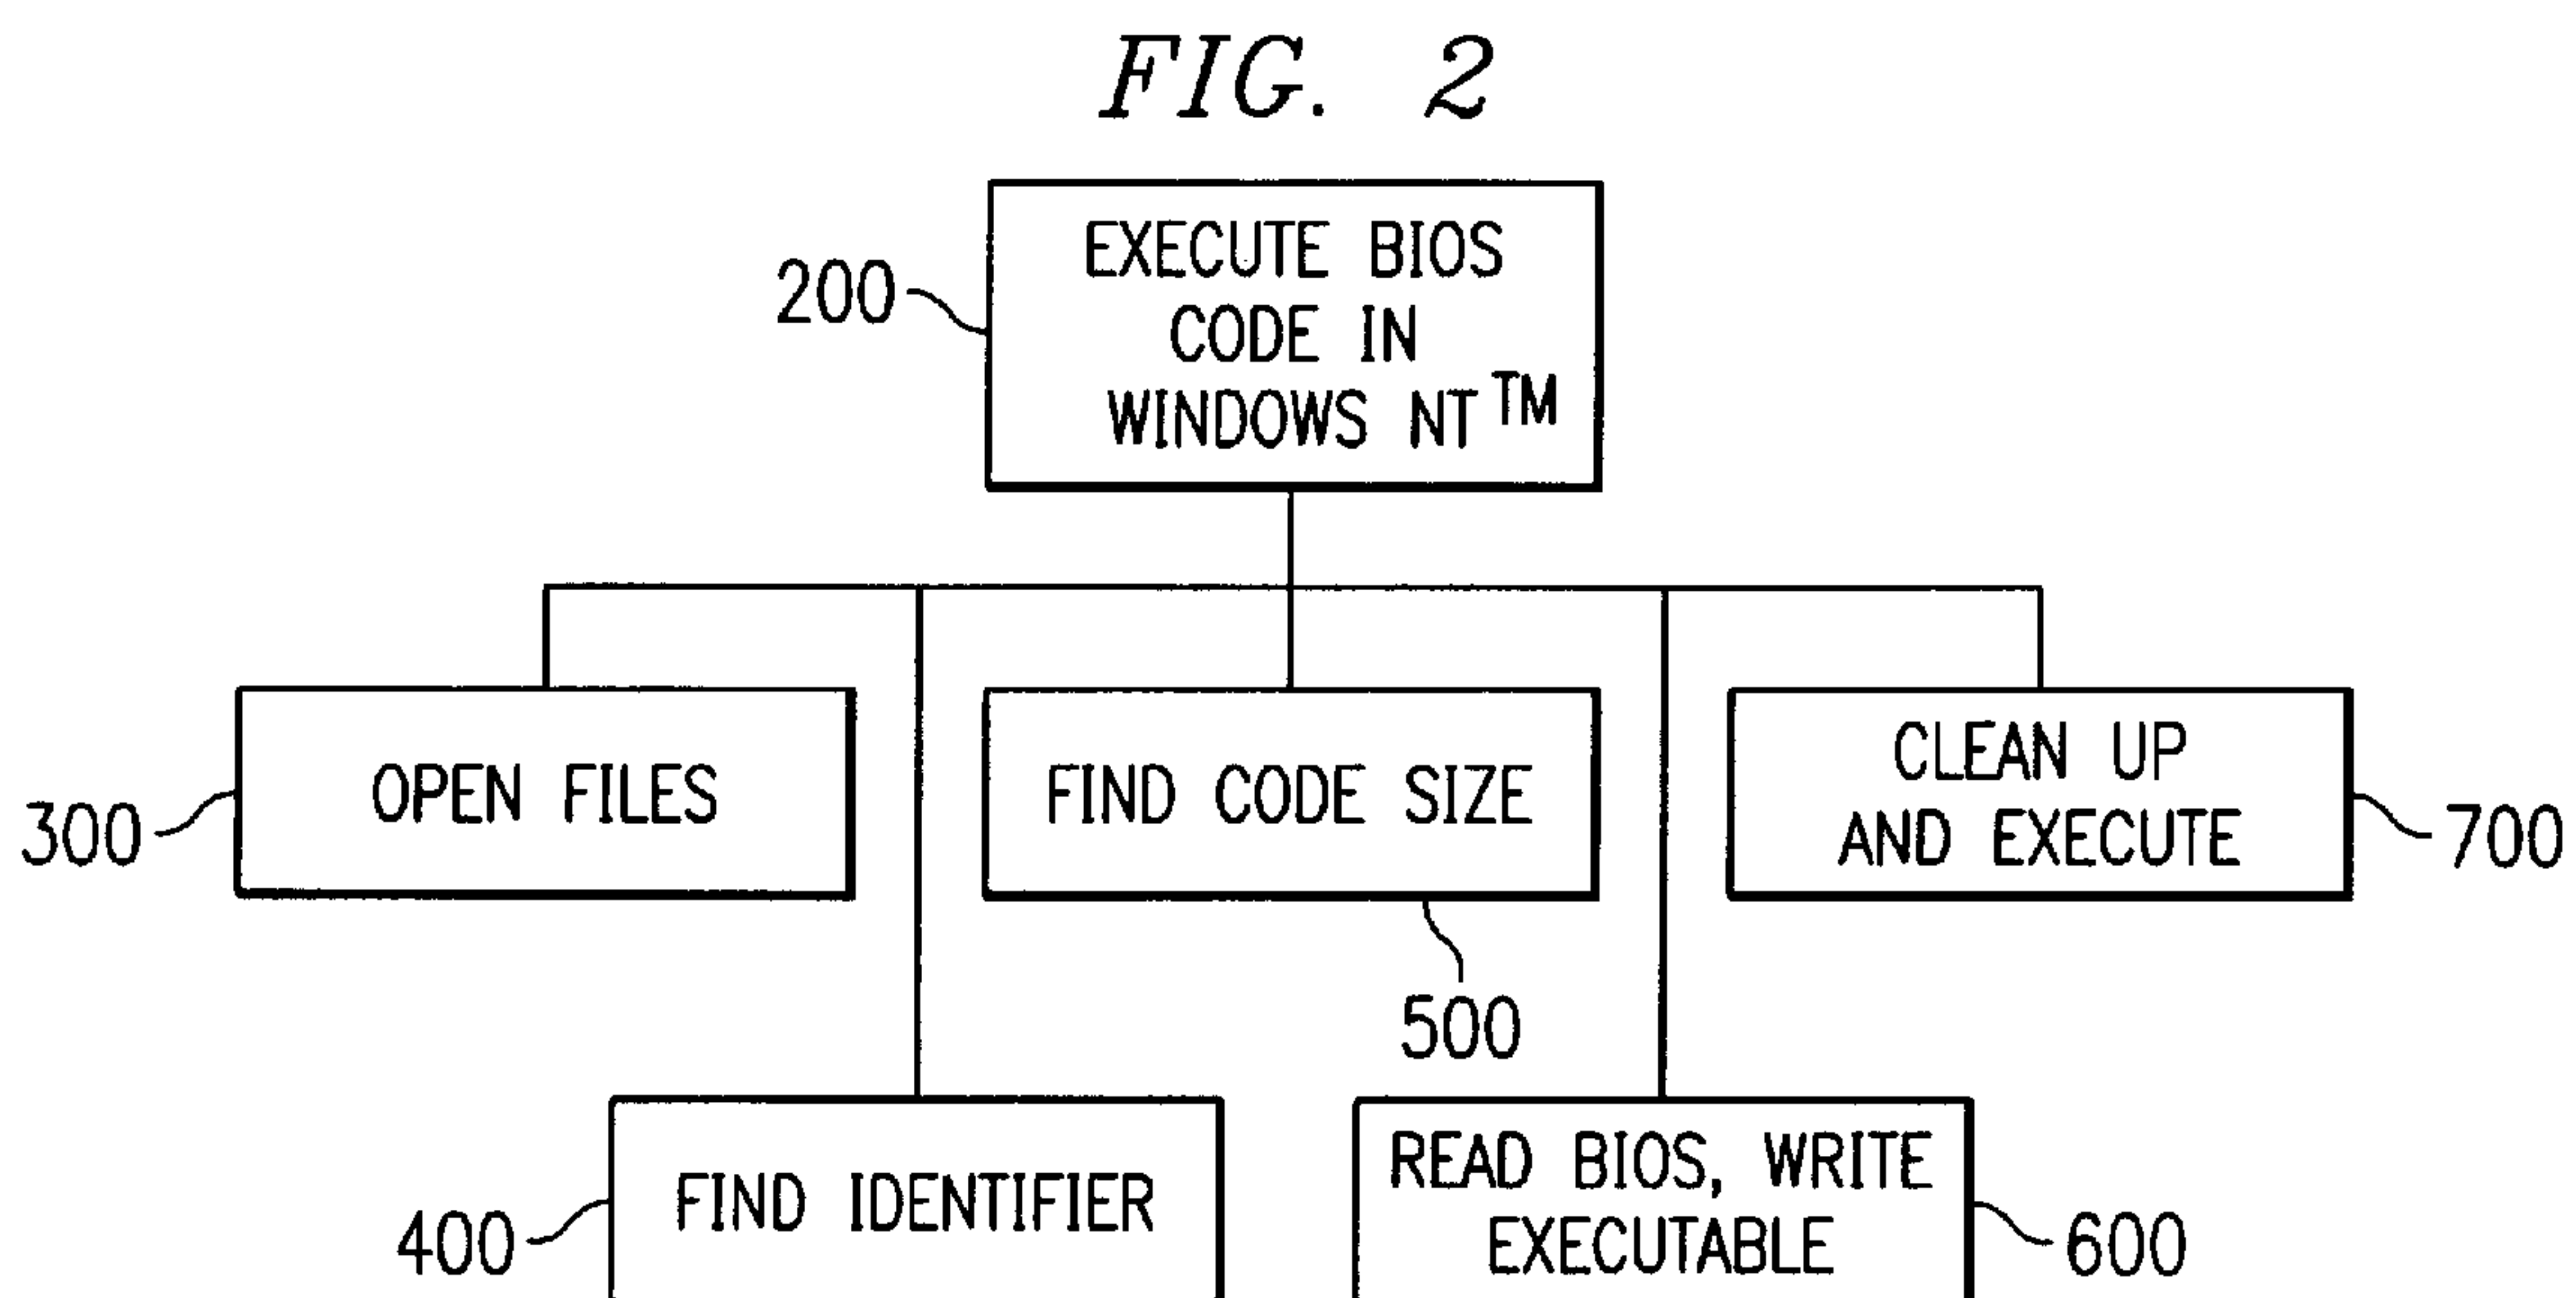 FIG. 2
EXECUTE BIOS
CODE IN
WINDOWS NT™
200
OPEN FILES
300
FIND CODE SIZE
500
CLEAN UP
AND EXECUTE
700
FIND IDENTIFIER
400
READ BIOS, WRITE
EXECUTABLE
600